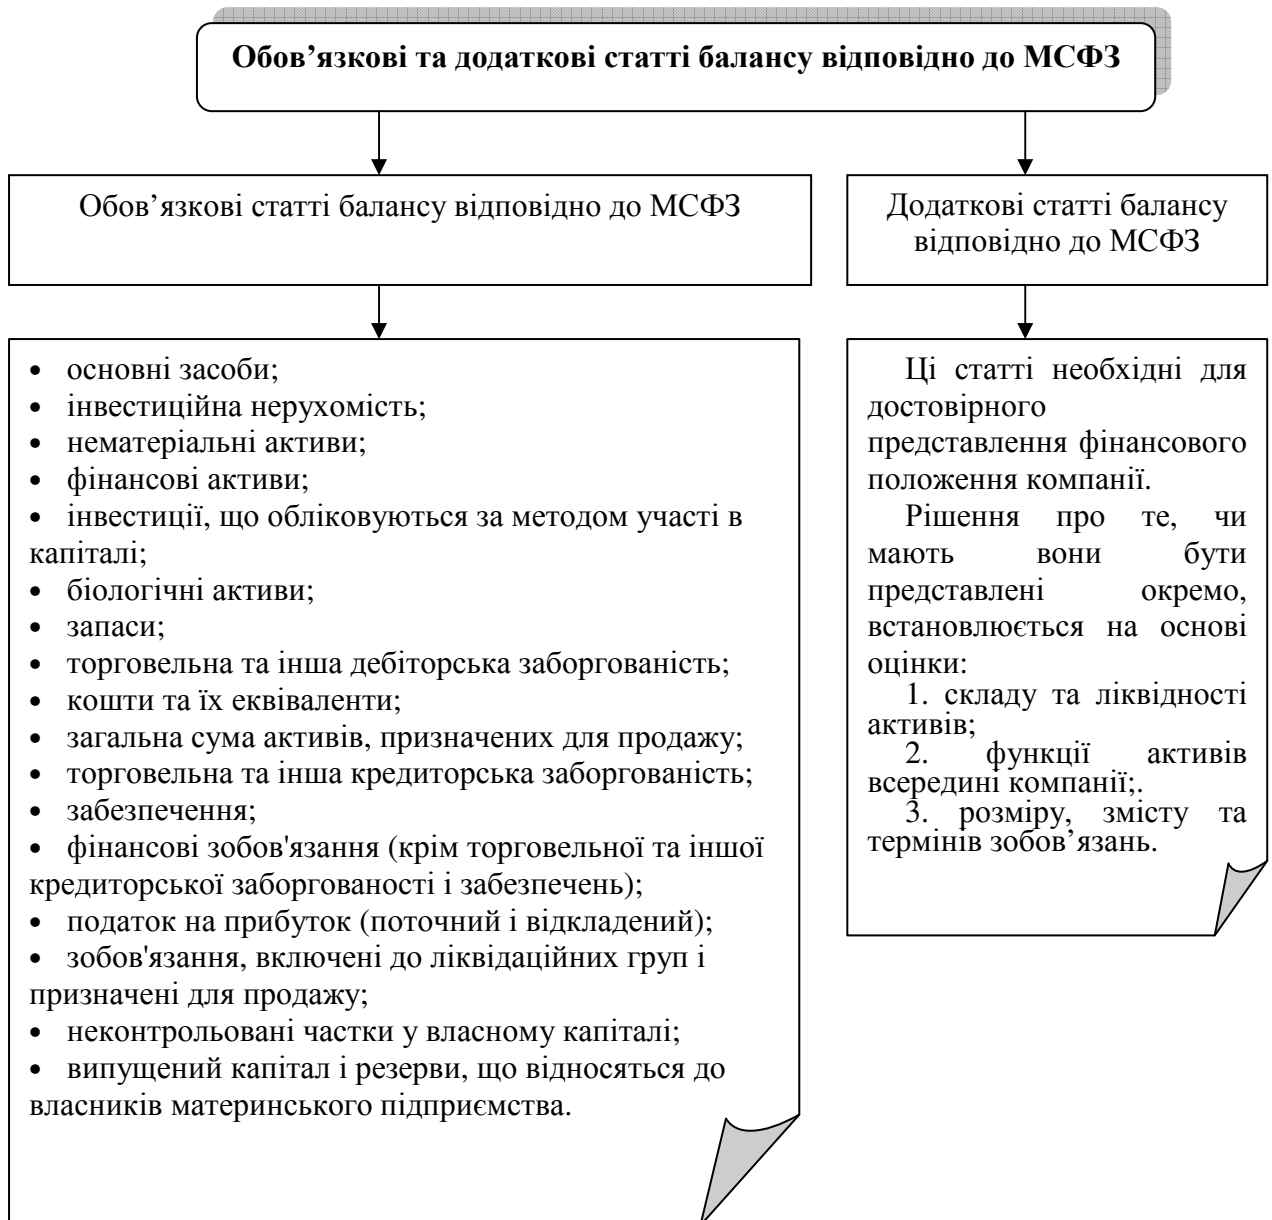 Обов’язкові та додаткові статті балансу відповідно до МСФЗ
Обов’язкові статті балансу відповідно до МСФЗ
Додаткові статті балансу
відповідно до МСФЗ
• основні засоби;
• інвестиційна нерухомість;
• нематеріальні активи;
• фінансові активи;
• інвестиції, що обліковуються за методом участі в
капіталі;
• біологічні активи;
• запаси;
• торговельна та інша дебіторська заборгованість;
• кошти та їх еквіваленти;
• загальна сума активів, призначених для продажу;
• торговельна та інша кредиторська заборгованість;
• забезпечення;
• фінансові зобов'язання (крім торговельної та іншої
кредиторської заборгованості і забезпечень);
• податок на прибуток (поточний і відкладений);
• зобов'язання, включені до ліквідаційних груп і
призначені для продажу;
• неконтрольовані частки у власному капіталі;
• випущений капітал і резерви, що відносяться до
власників материнського підприємства.
Ці статті необхідні для
достовірного
представлення фінансового
положення компанії.
Рішення про те, чи
мають вони бути
представлені окремо,
встановлюється на основі
оцінки:
1. складу та ліквідності
активів;
2. функції активів
всередині компанії;.
3. розміру, змісту та
термінів зобов’язань.